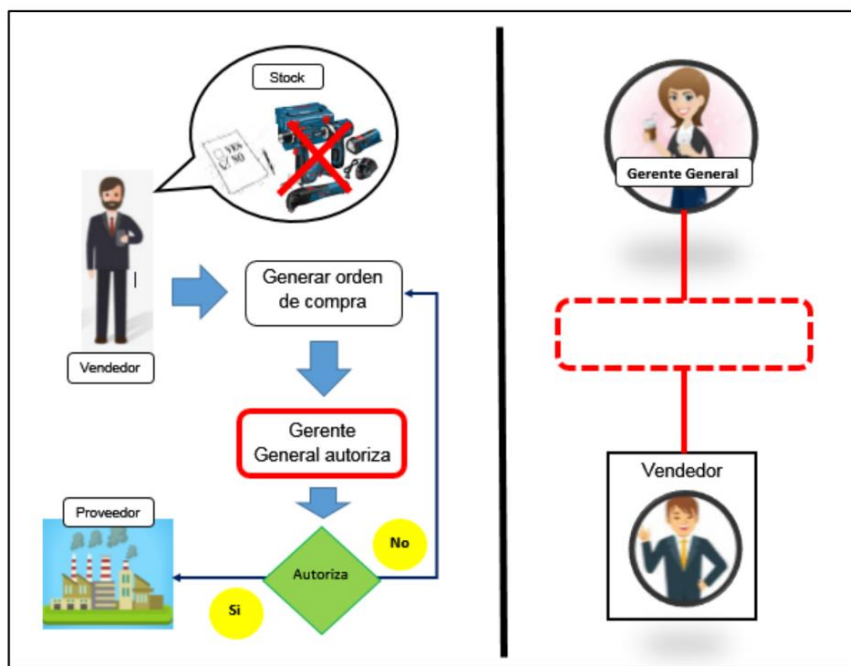 Stock
YES
NO
Vendedor
Generar orden
de compra
Gerente
General autoriza
Proveedor
Autoriza
No
Si
Gerente General
Vendedor